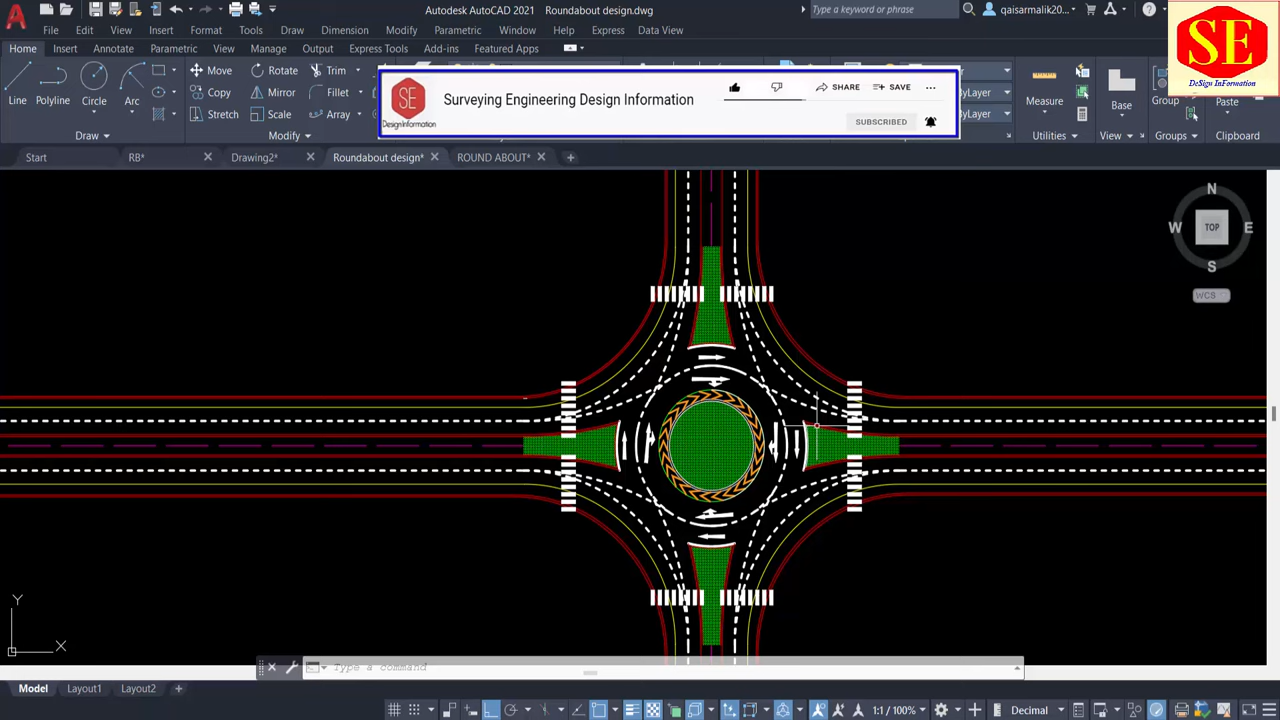 Autodesk AutoCAD 2021 Roundabout design.dwg
Type a keyword or phrase
qaisarmalik20...
SE
DeSign InFormation
File Edit View Insert Format Tools Draw Dimension Modify Parametric Window Help Express Data View
Home Insert Annotate Parametric View Manage Output Express Tools Add-ins Featured Apps
Line Polyline Circle Arc
Move Rotate Trim
Copy Mirror Fillet
Stretch Scale Array
Draw Modify
SE
DesignInformation
Surveying Engineering Design Information
SHARE SAVE
SUBSCRIBED
yLayer
yLayer
Measure Base Group Paste
Utilities View Groups Clipboard
Start RB* Drawing2* Roundabout design* ROUND ABOUT*
N
W TOP E
S
WCS
Y
X
Type a command
Model Layout1 Layout2
1:1 / 100% Decimal